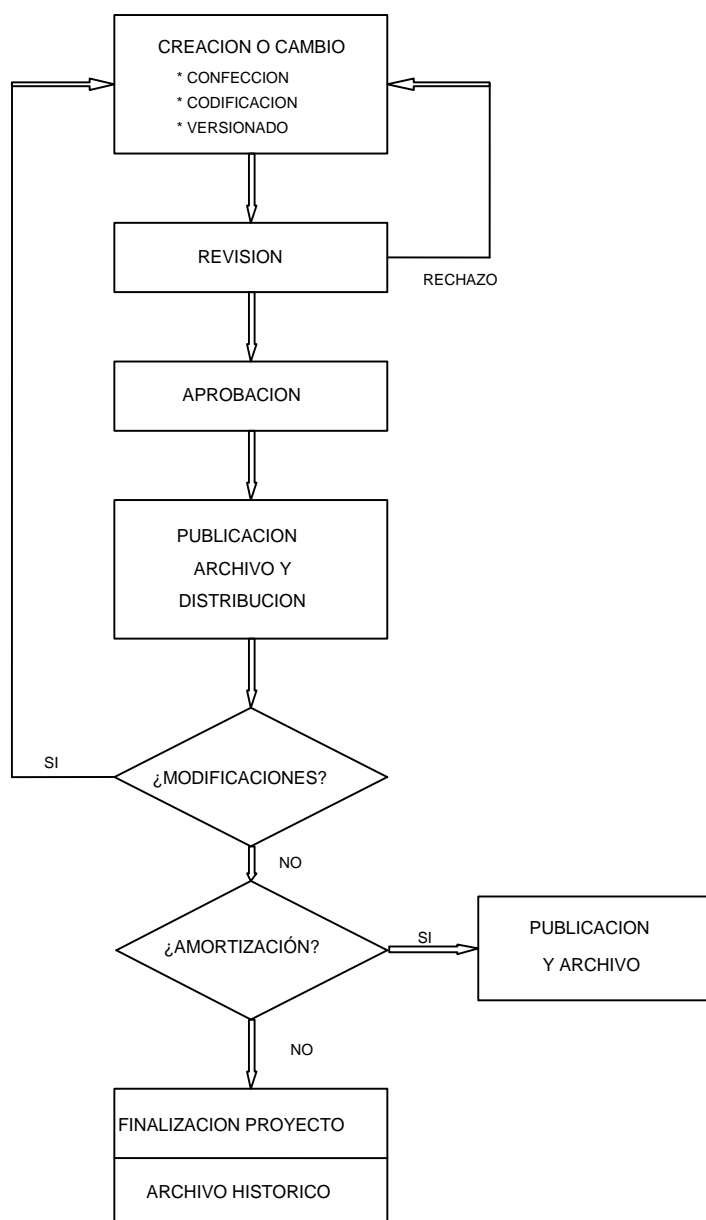 CREACION O CAMBIO
* CONFECCION
* CODIFICACION
* VERSIONADO
REVISION
RECHAZO
APROBACION
PUBLICACION
ARCHIVO Y
DISTRIBUCION
SI
¿MODIFICACIONES?
NO
¿AMORTIZACIÓN?
SI
PUBLICACION
Y ARCHIVO
NO
FINALIZACION PROYECTO
ARCHIVO HISTORICO